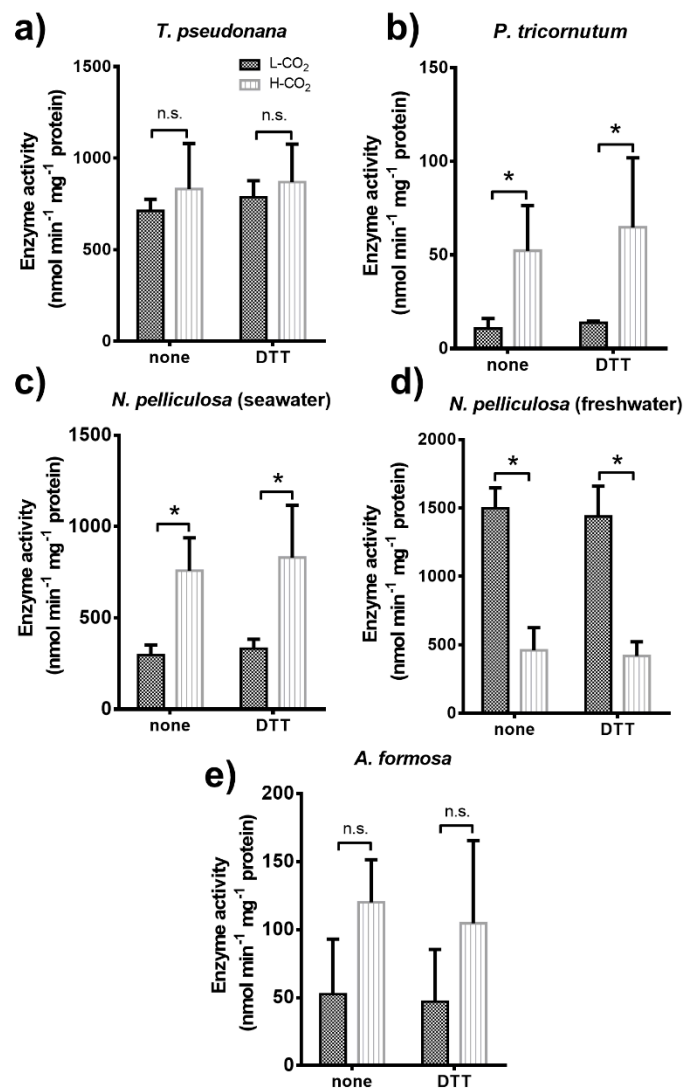 a)
T. pseudonana
L-CO₂
H-CO₂
Enzyme activity
(nmol min⁻¹ mg⁻¹ protein)
1500
1000
500
0
n.s.
n.s.
none
DTT
b)
P. tricornutum
Enzyme activity
(nmol min⁻¹ mg⁻¹ protein)
150
100
50
0
*
*
none
DTT
c)
N. pelliculosa (seawater)
Enzyme activity
(nmol min⁻¹ mg⁻¹ protein)
1500
1000
500
0
*
*
none
DTT
d)
N. pelliculosa (freshwater)
Enzyme activity
(nmol min⁻¹ mg⁻¹ protein)
2000
1500
1000
500
0
*
*
none
DTT
e)
A. formosa
Enzyme activity
(nmol min⁻¹ mg⁻¹ protein)
200
150
100
50
0
n.s.
n.s.
none
DTT